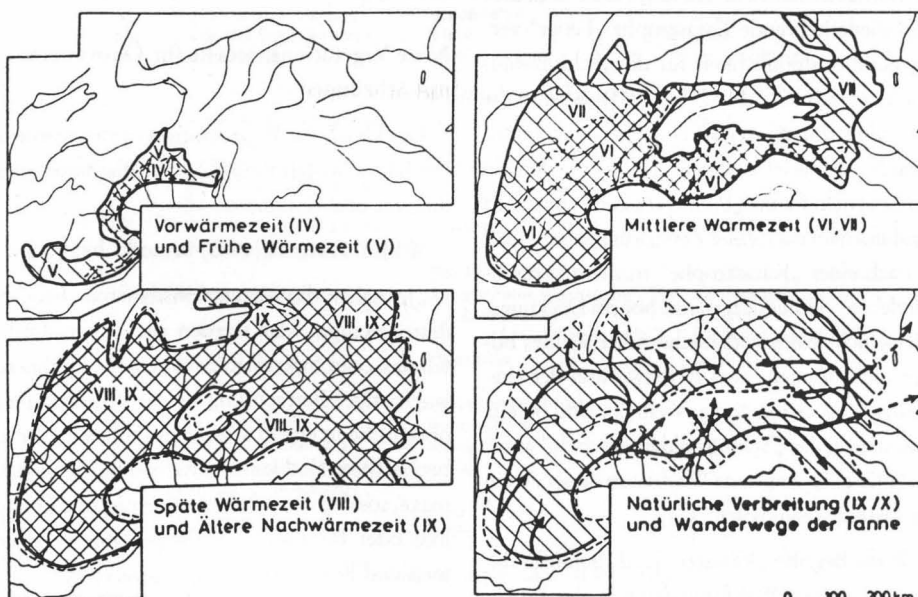 IV
V
Vorwärmezeit (IV)
und Frühe Wärmezeit (V)
VII
VII
VI
VI
VI
Mittlere Warmezeit (VI,VII)
IX
VIII, IX
VIII, IX
VIII, IX
Späte Wärmezeit (VIII)
und Ältere Nachwärmezeit (IX)
Natürliche Verbreitung (IX/X)
und Wanderwege der Tanne
0 100 200 km